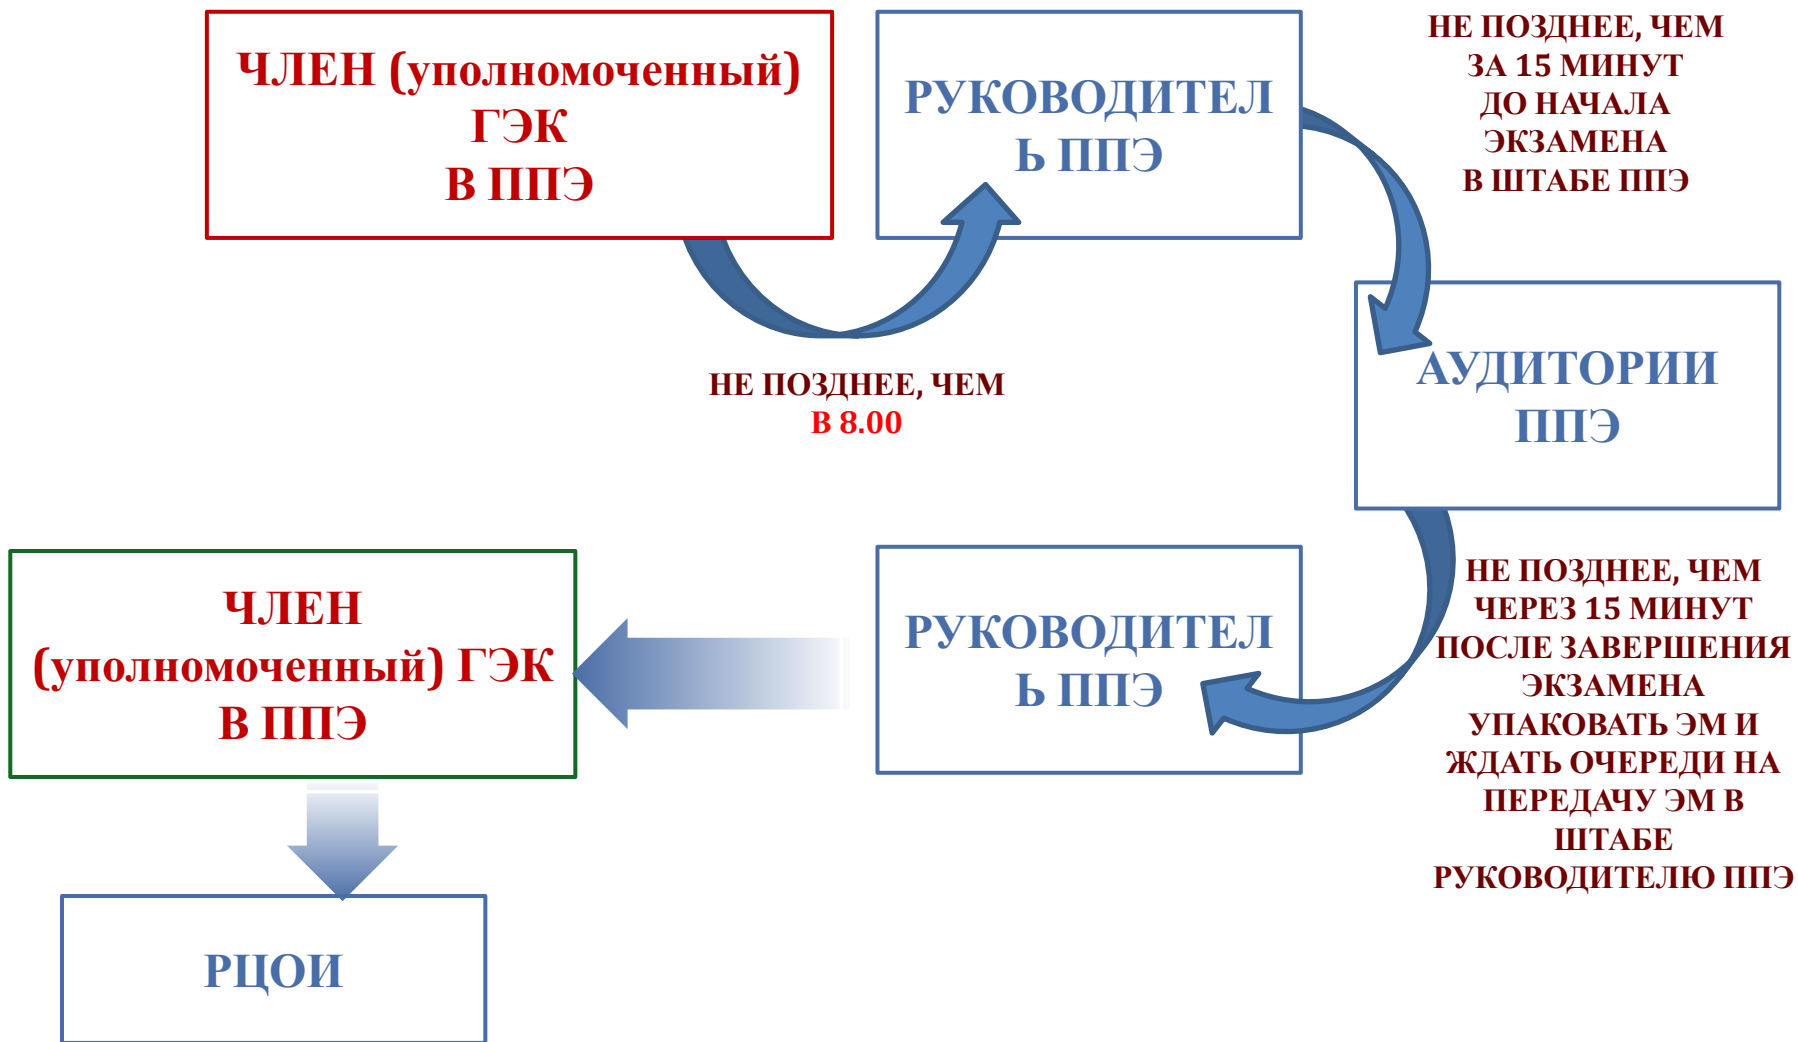 ЧЛЕН (уполномоченный)
ГЭК
В ППЭ
РУКОВОДИТЕЛ
Ь ППЭ
НЕ ПОЗДНЕЕ, ЧЕМ
ЗА 15 МИНУТ
ДО НАЧАЛА
ЭКЗАМЕНА
В ШТАБЕ ППЭ
НЕ ПОЗДНЕЕ, ЧЕМ
В 8.00
АУДИТОРИИ
ППЭ
НЕ ПОЗДНЕЕ, ЧЕМ
ЧЕРЕЗ 15 МИНУТ
ПОСЛЕ ЗАВЕРШЕНИЯ
ЭКЗАМЕНА
УПАКОВАТЬ ЭМ И
ЖДАТЬ ОЧЕРЕДИ НА
ПЕРЕДАЧУ ЭМ В
ШТАБЕ
РУКОВОДИТЕЛЮ ППЭ
РУКОВОДИТЕЛ
Ь ППЭ
ЧЛЕН
(уполномоченный) ГЭК
В ППЭ
РЦОИ